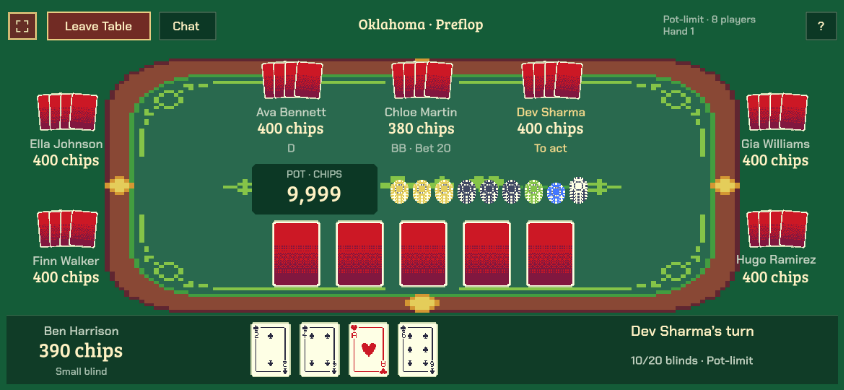 Leave Table
Chat
Oklahoma · Preflop
Pot-limit · 8 players
Hand 1
?
Ava Bennett
400 chips
D
Chloe Martin
380 chips
BB · Bet 20
Dev Sharma
400 chips
To act
Ella Johnson
400 chips
Gia Williams
400 chips
POT · CHIPS
9,999
Finn Walker
400 chips
Hugo Ramirez
400 chips
Ben Harrison
390 chips
Small blind
Dev Sharma's turn
10/20 blinds · Pot-limit